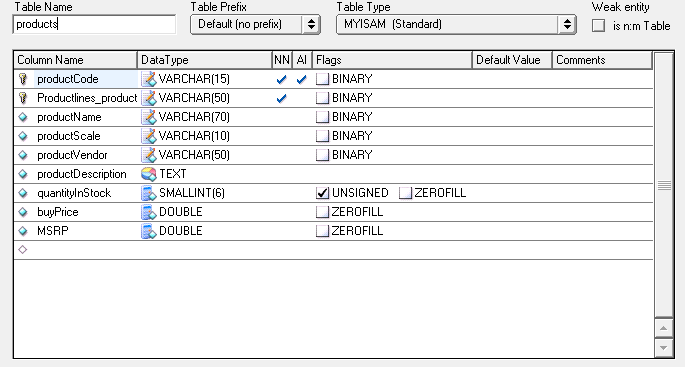 Table Name Table Prefix Table Type Weak entity
products Default (no prefix) MYISAM (Standard) is n:m Table
Column Name DataType NN AI Flags Default Value Comments
productCode VARCHAR(15) BINARY
Productlines_product VARCHAR(50) BINARY
productName VARCHAR(70) BINARY
productScale VARCHAR(10) BINARY
productVendor VARCHAR(50) BINARY
productDescription TEXT
quantityInStock SMALLINT(6) UNSIGNED ZEROFILL
buyPrice DOUBLE ZEROFILL
MSRP DOUBLE ZEROFILL